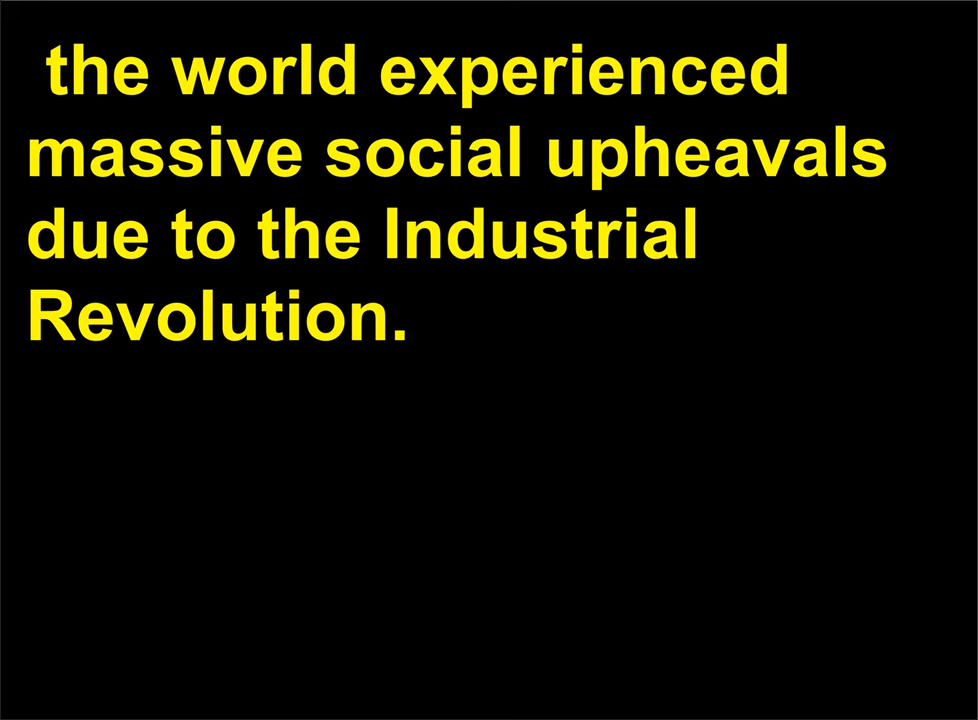 the world experienced
massive social upheavals
due to the Industrial
Revolution.